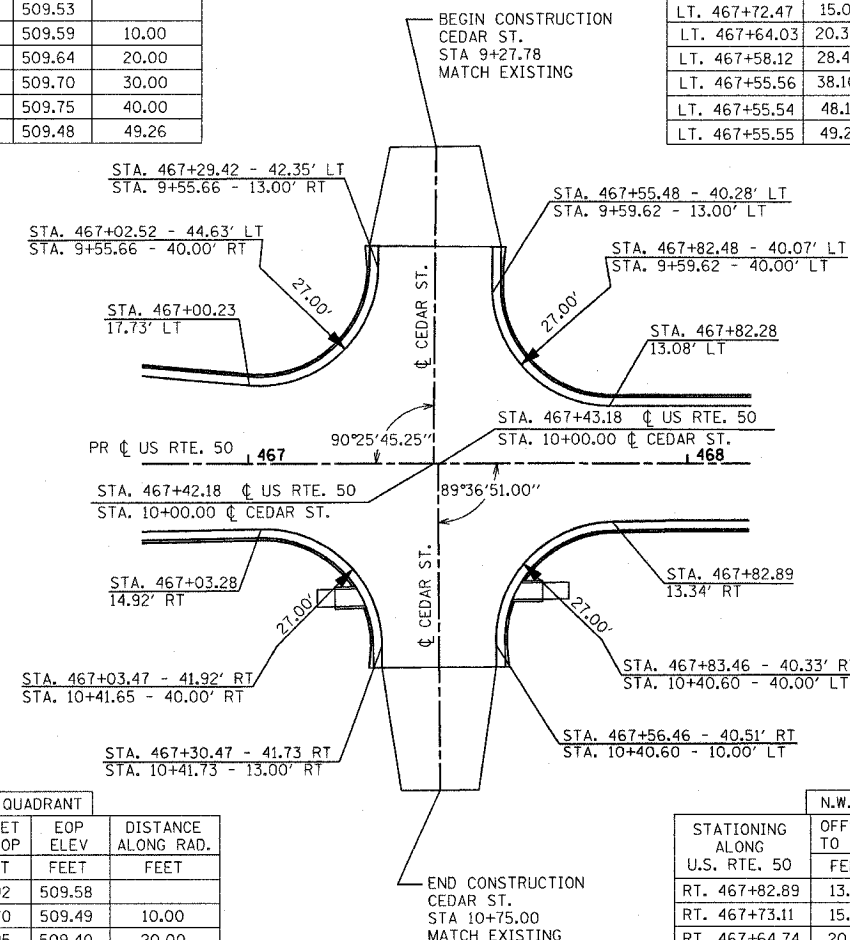 509.53
509.59 10.00
509.64 20.00
509.70 30.00
509.75 40.00
509.48 49.26
BEGIN CONSTRUCTION
CEDAR ST.
STA 9+27.78
MATCH EXISTING
LT. 467+72.47 15.0
LT. 467+64.03 20.3
LT. 467+58.12 28.4
LT. 467+55.56 38.1
LT. 467+55.54 48.1
LT. 467+55.55 49.2
STA. 467+29.42 - 42.35' LT
STA. 9+55.66 - 13.00' RT
STA. 467+55.48 - 40.28' LT
STA. 9+59.62 - 13.00' LT
STA. 467+02.52 - 44.63' LT
STA. 9+55.66 - 40.00' RT
STA. 467+82.48 - 40.07' LT
STA. 9+59.62 - 40.00' LT
27.00'
27.00'
STA. 467+00.23
17.73' LT
STA. 467+82.28
13.08' LT
℄ CEDAR ST.
90°25'45.25"
STA. 467+43.18 ℄ US RTE. 50
STA. 10+00.00 ℄ CEDAR ST.
PR ℄ US RTE. 50
467
468
STA. 467+42.18 ℄ US RTE. 50
STA. 10+00.00 ℄ CEDAR ST.
89°36'51.00"
℄ CEDAR ST.
STA. 467+03.28
14.92' RT
STA. 467+82.89
13.34' RT
27.00'
27.00'
STA. 467+03.47 - 41.92' RT
STA. 10+41.65 - 40.00' RT
STA. 467+83.46 - 40.33' R
STA. 10+40.60 - 40.00' LT
STA. 467+30.47 - 41.73 RT
STA. 10+41.73 - 13.00' RT
STA. 467+56.46 - 40.51' RT
STA. 10+40.60 - 10.00' LT
QUADRANT
ET EOP DISTANCE
OP ELEV ALONG RAD.
T FEET FEET
509.58
509.49 10.00
509.40 20.00
END CONSTRUCTION
CEDAR ST.
STA 10+75.00
MATCH EXISTING
N.W.
STATIONING OFF
ALONG TO
U.S. RTE. 50 FE
RT. 467+82.89 13.
RT. 467+73.11 15.
RT. 467+64.74 20